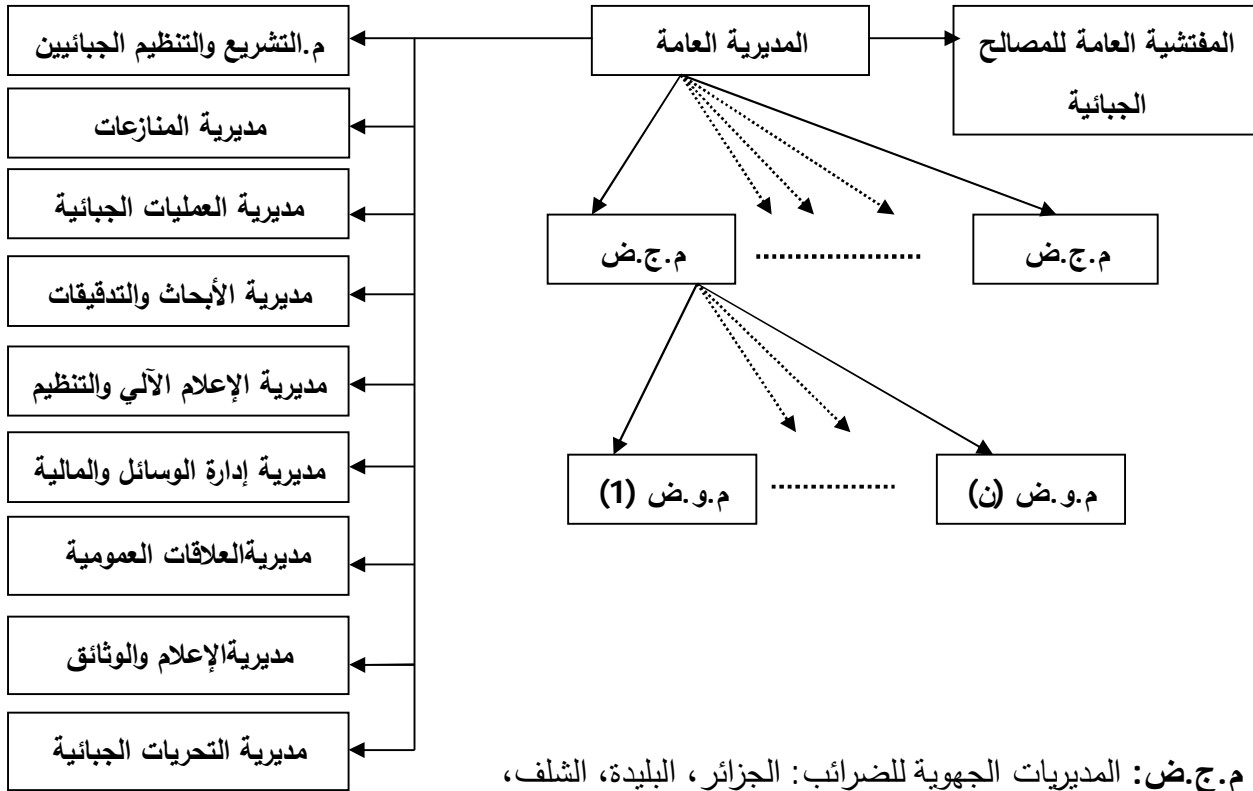 المفتشية العامة للمصالح
الجبائية
المديرية العامة
م.التشريع والتنظيم الجبائيين
مديرية المنازعات
مديرية العمليات الجبائية
مديرية الأبحاث والتدقيقات
مديرية الإعلام الآلي والتنظيم
مديرية إدارة الوسائل والمالية
مديريةالعلاقات العمومية
مديريةالإعلام والوثائق
مديرية التحريات الجبائية
م.ج.ض
م.ج.ض
م.و.ض (ن)
م.و.ض (1)
م.ج.ض: المديريات الجهوية للضرائب: الجزائر، البليدة، الشلف،